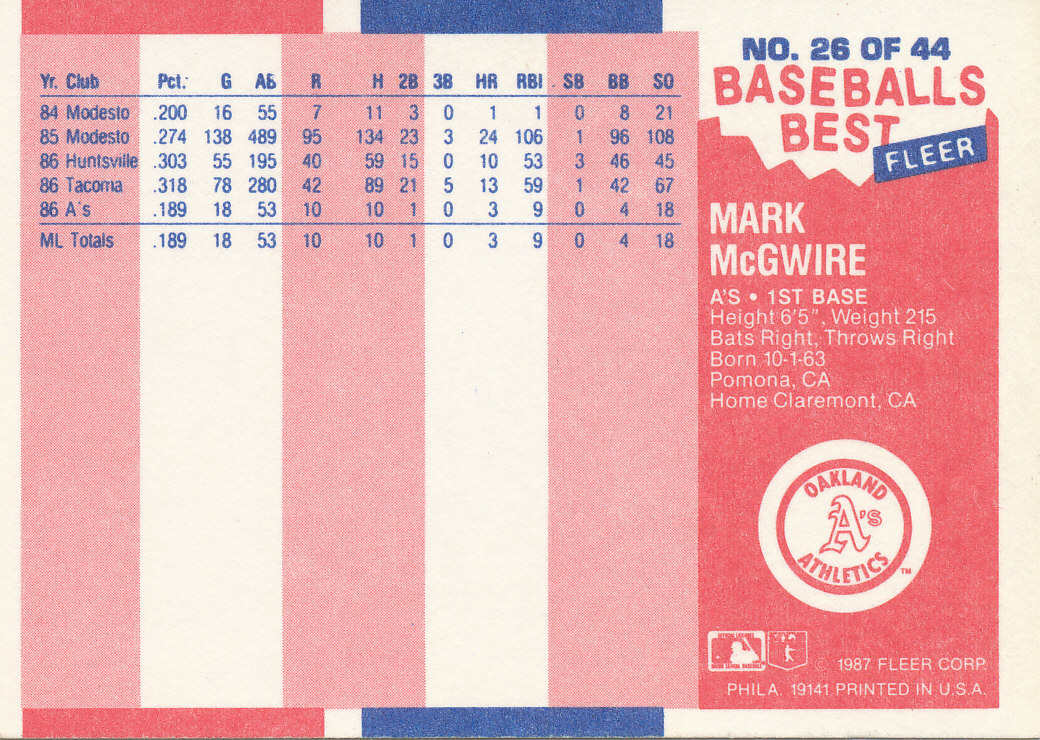 Yr. Club Pct. G AB R H 2B 3B HR RBI SB BB SO
84 Modesto .200 16 55 7 11 3 0 1 1 0 8 21
85 Modesto .274 138 489 95 134 23 3 24 106 1 96 108
86 Huntsville .303 55 195 40 59 15 0 10 53 3 46 45
86 Tacoma .318 78 280 42 89 21 5 13 59 1 42 67
86 A's .189 18 53 10 10 1 0 3 9 0 4 18
ML Totals .189 18 53 10 10 1 0 3 9 0 4 18
NO. 26 OF 44
BASEBALLS
BEST
FLEER
MARK
McGWIRE
A'S • 1ST BASE
Height 6'5", Weight 215
Bats Right, Throws Right
Born 10-1-63
Pomona, CA
Home Claremont, CA
OAKLAND
A's
ATHLETICS
TM
© 1987 FLEER CORP.
PHILA. 19141 PRINTED IN U.S.A.